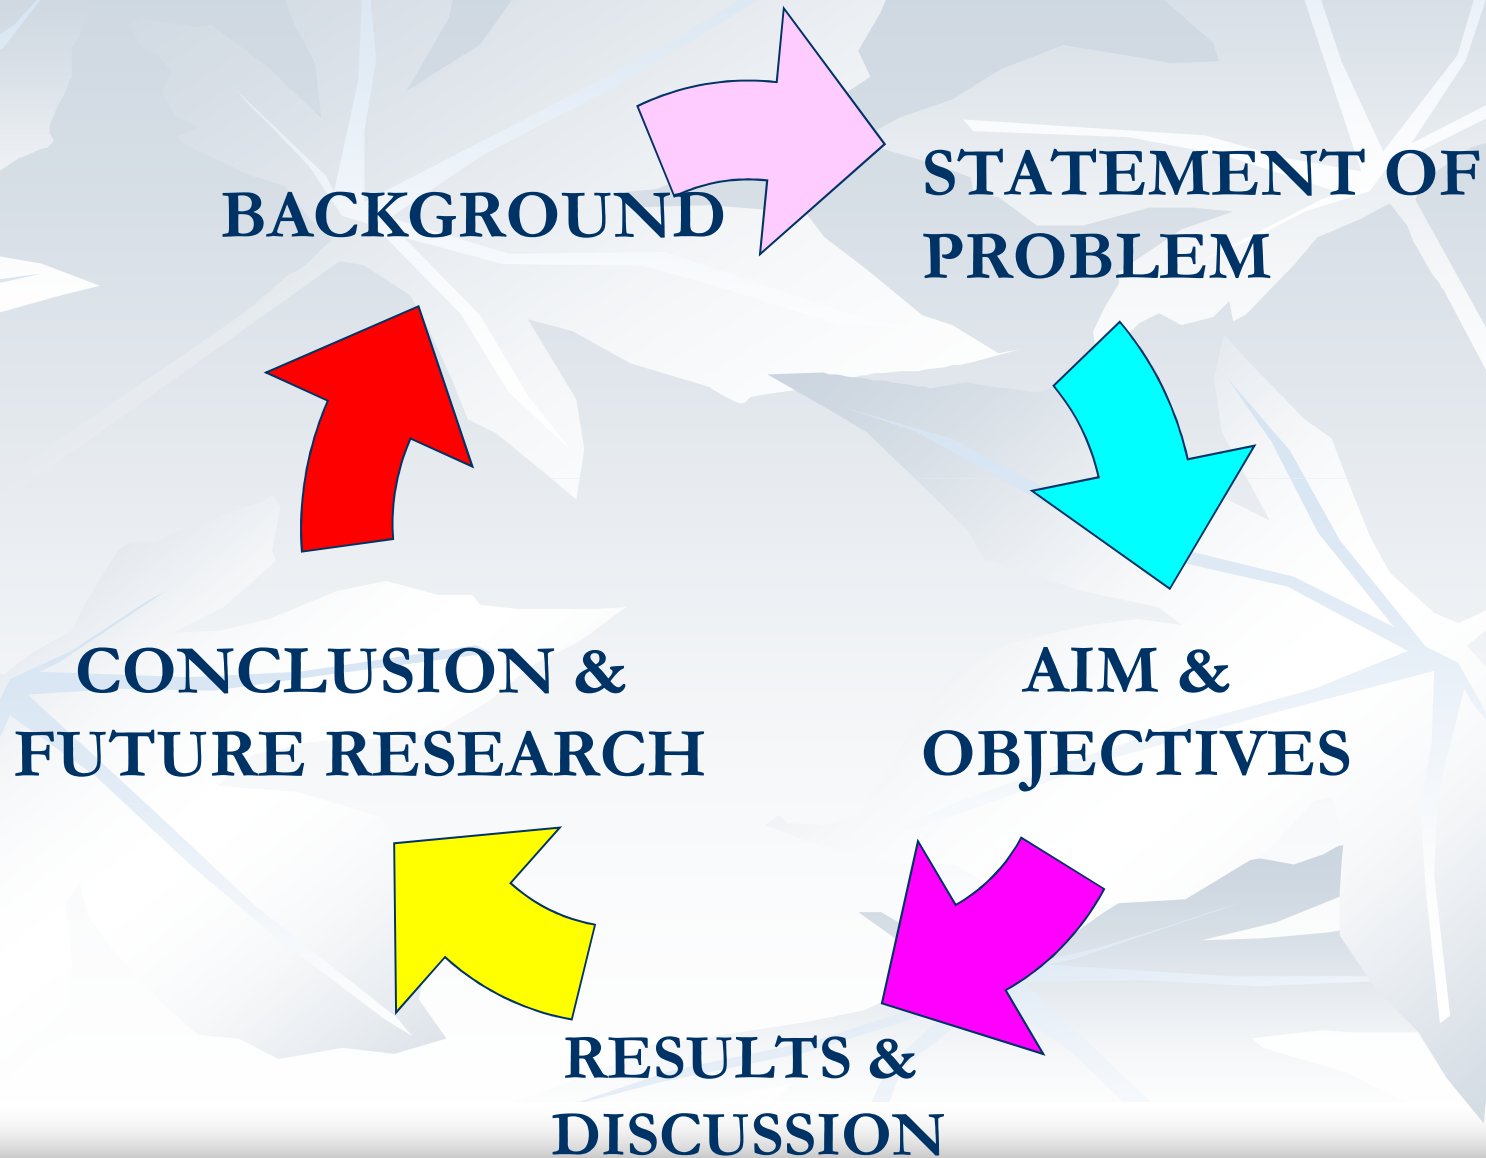 BACKGROUND
STATEMENT OF
PROBLEM
AIM &
OBJECTIVES
RESULTS &
DISCUSSION
CONCLUSION &
FUTURE RESEARCH